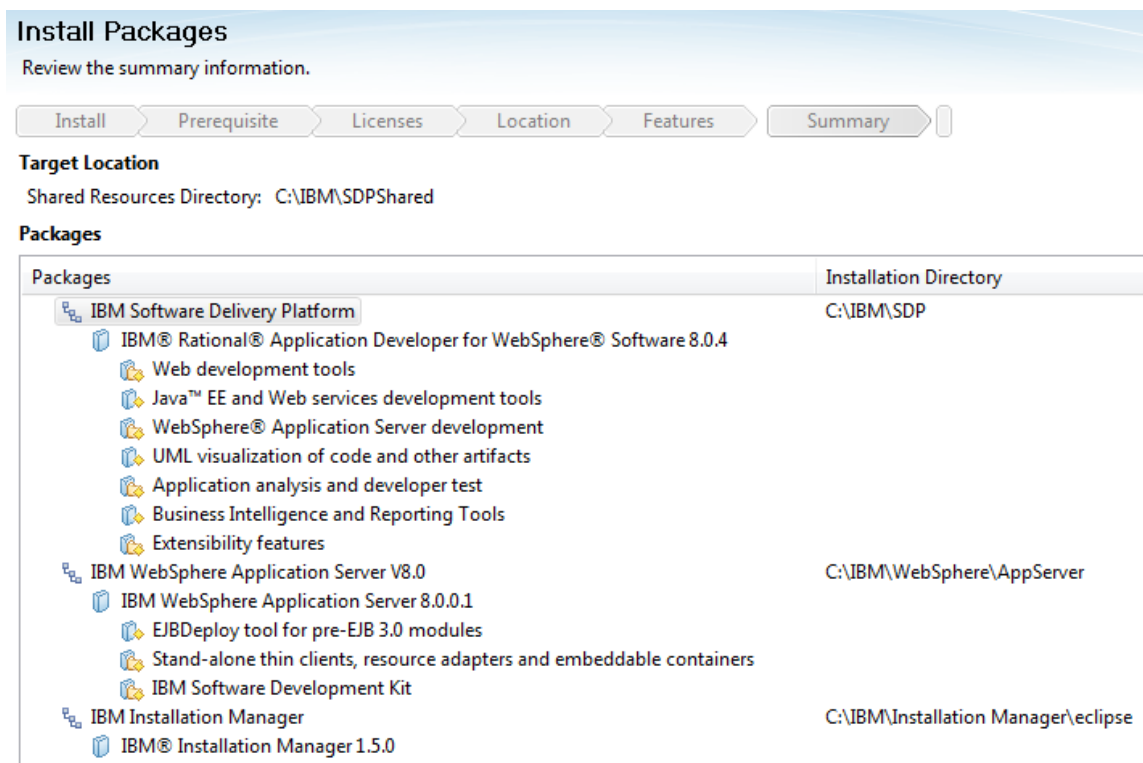 Install Packages
Review the summary information.
Install Prerequisite Licenses Location Features Summary
Target Location
Shared Resources Directory: C:\IBM\SDPShared
Packages
Packages Installation Directory
IBM Software Delivery Platform C:\IBM\SDP
IBM® Rational® Application Developer for WebSphere® Software 8.0.4
Web development tools
Java™ EE and Web services development tools
WebSphere® Application Server development
UML visualization of code and other artifacts
Application analysis and developer test
Business Intelligence and Reporting Tools
Extensibility features
IBM WebSphere Application Server V8.0 C:\IBM\WebSphere\AppServer
IBM WebSphere Application Server 8.0.0.1
EJBDeploy tool for pre-EJB 3.0 modules
Stand-alone thin clients, resource adapters and embeddable containers
IBM Software Development Kit
IBM Installation Manager C:\IBM\Installation Manager\eclipse
IBM® Installation Manager 1.5.0